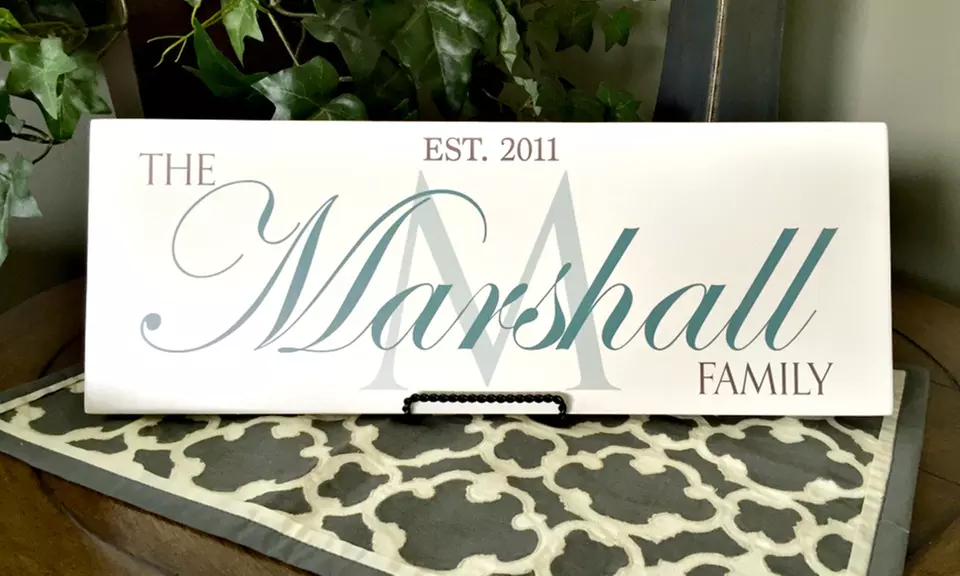 EST. 2011
THE
M
Marshall
FAMILY